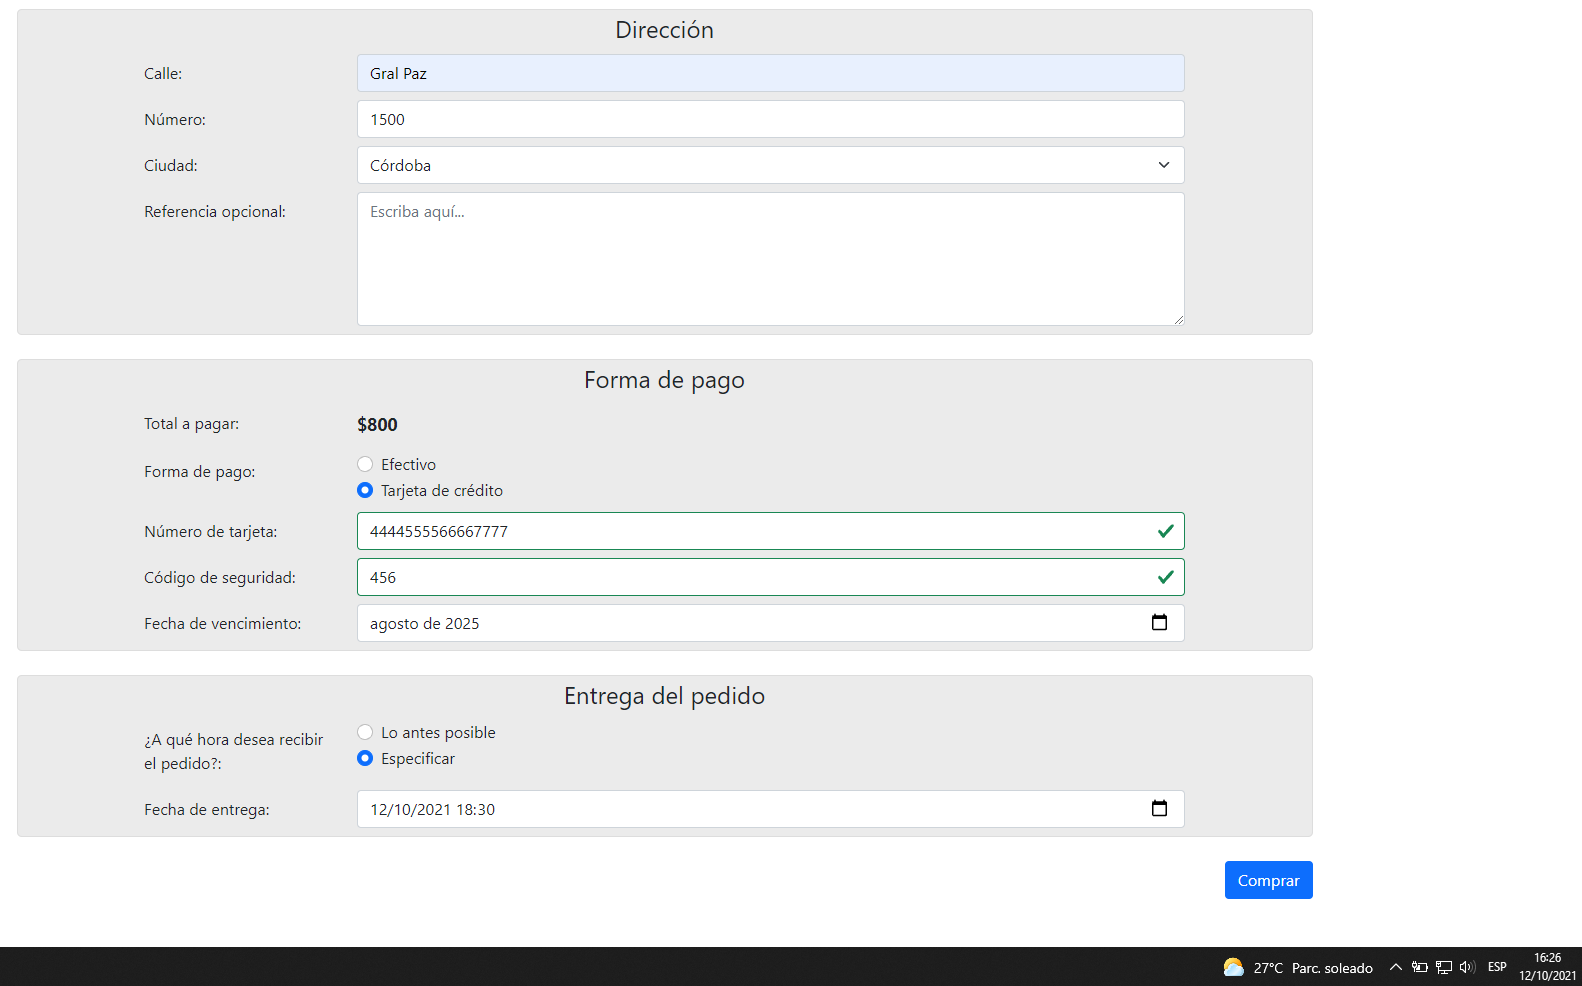 Dirección
Calle: Gral Paz
Número: 1500
Ciudad: Córdoba
Referencia opcional: Escriba aquí...
Forma de pago
Total a pagar: $800
Forma de pago:
Efectivo
Tarjeta de crédito
Número de tarjeta: 4444555566667777
Código de seguridad: 456
Fecha de vencimiento: agosto de 2025
Entrega del pedido
¿A qué hora desea recibir
el pedido?:
Lo antes posible
Especificar
Fecha de entrega: 12/10/2021 18:30
Comprar
27°C Parc. soleado ESP
16:26
12/10/2021